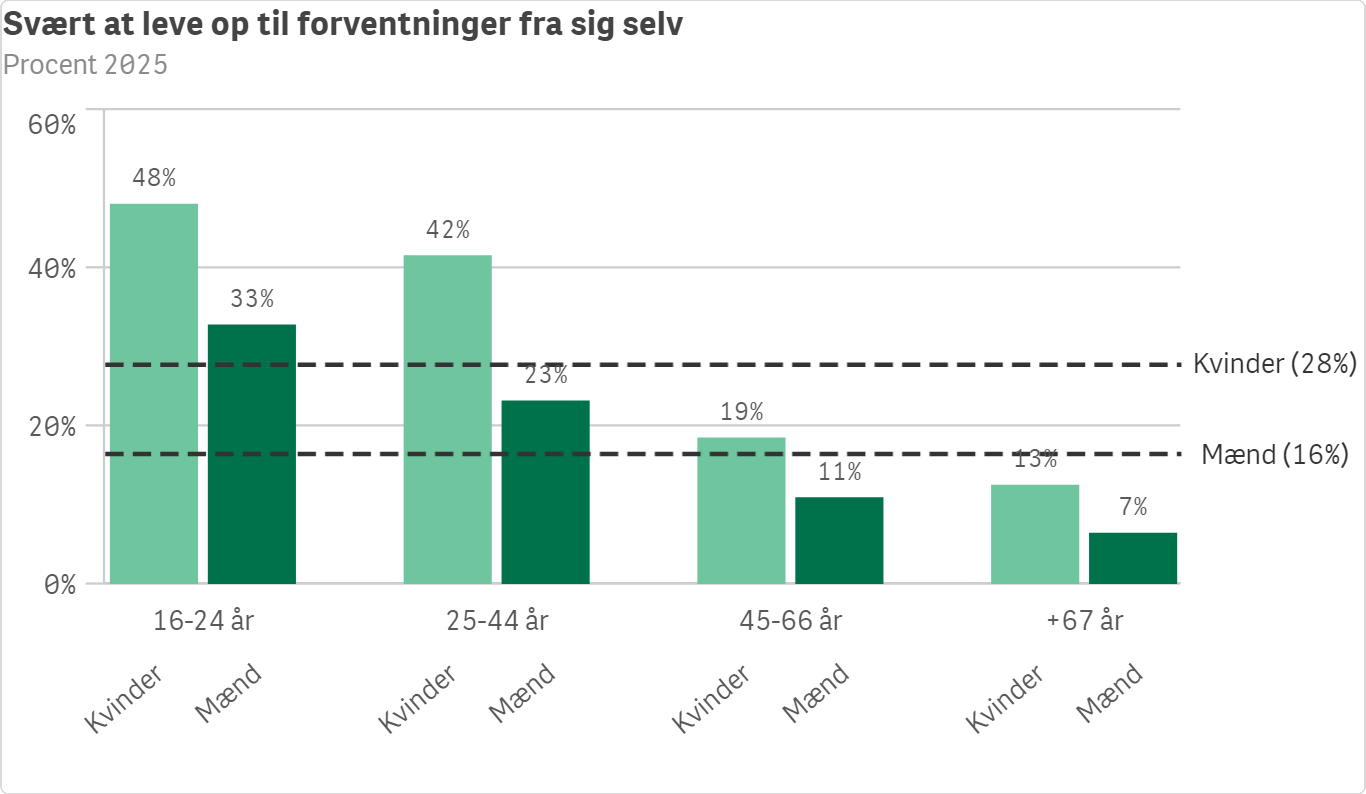 Svært at leve op til forventninger fra sig selv
Procent 2025
60%
48%
42%
40%
33%
Kvinder (28%)
23%
20%
19%
Mænd (16%)
13%
11%
7%
0%
16-24 år 25-44 år 45-66 år +67 år
Kvinder Mænd Kvinder Mænd Kvinder Mænd Kvinder Mænd